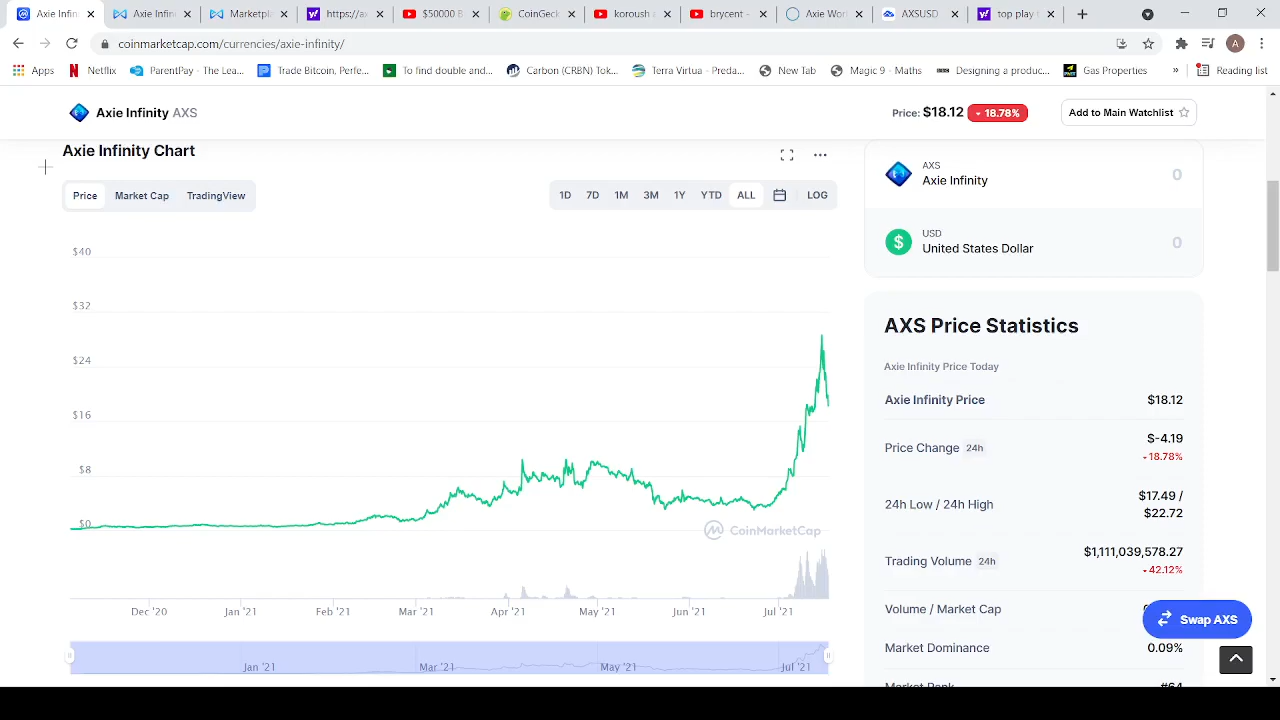 Axie Infin
Axie Infini
Marketpla
https://ax
$50000 B
CoinGeck
koroush
brycent -
Axie Wor
AXSUSD
top play t
coinmarketcap.com/currencies/axie-infinity/
A
Apps
Netflix
ParentPay - The Lea...
Trade Bitcoin, Perfe...
To find double and...
Carbon (CRBN) Tok...
Terra Virtua - Preda...
New Tab
Magic 9 - Maths
Designing a produc...
Gas Properties
»
Reading list
Axie Infinity AXS
Price: $18.12 18.78%
Add to Main Watchlist
Axie Infinity Chart
Price Market Cap TradingView
1D 7D 1M 3M 1Y YTD ALL LOG
$40
$32
$24
$16
$8
$0
CoinMarketCap
Dec '20 Jan '21 Feb '21 Mar '21 Apr '21 May '21 Jun '21 Jul '21
Jan '21 Mar '21 May '21 Jul '21
AXS
Axie Infinity 0
USD
United States Dollar 0
AXS Price Statistics
Axie Infinity Price Today
Axie Infinity Price $18.12
Price Change 24h $-4.19
18.78%
24h Low / 24h High $17.49 /
$22.72
Trading Volume 24h $1,111,039,578.27
42.12%
Volume / Market Cap
Swap AXS
Market Dominance 0.09%
Market Rank #64